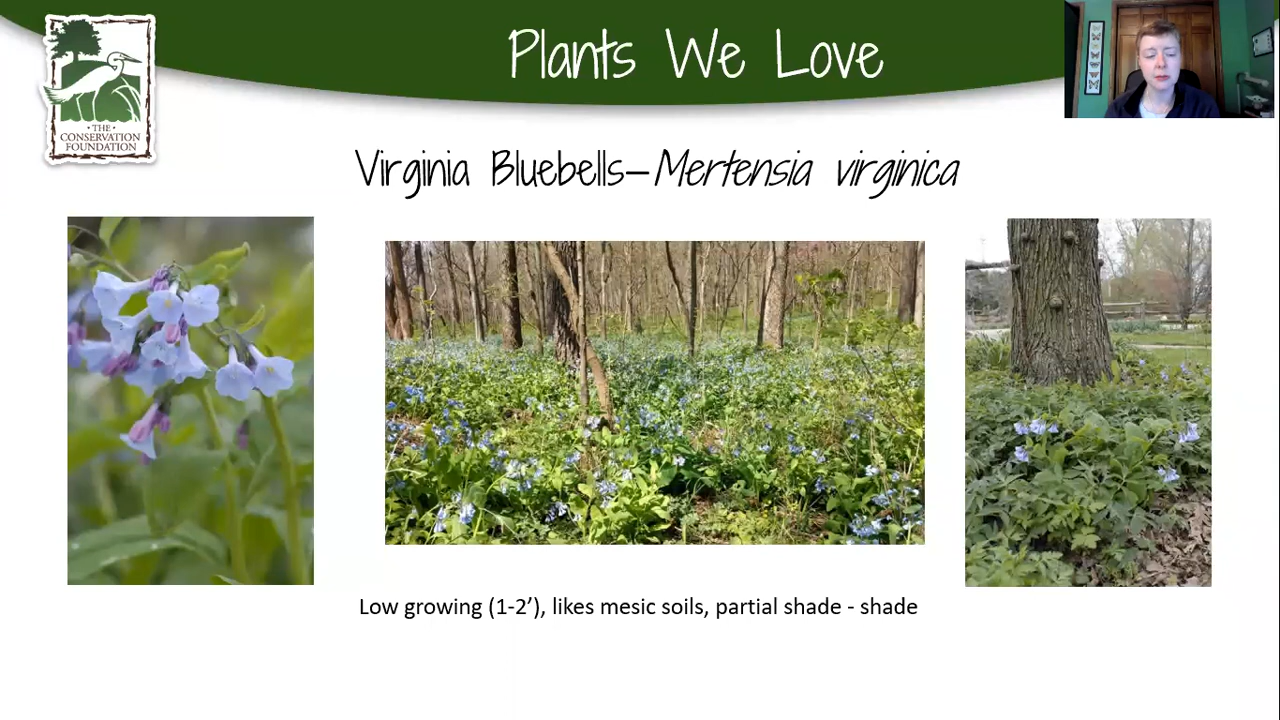 Plants We Love
· THE ·
CONSERVATION
FOUNDATION
Virginia Bluebells—Mertensia virginica
Low growing (1-2’), likes mesic soils, partial shade - shade